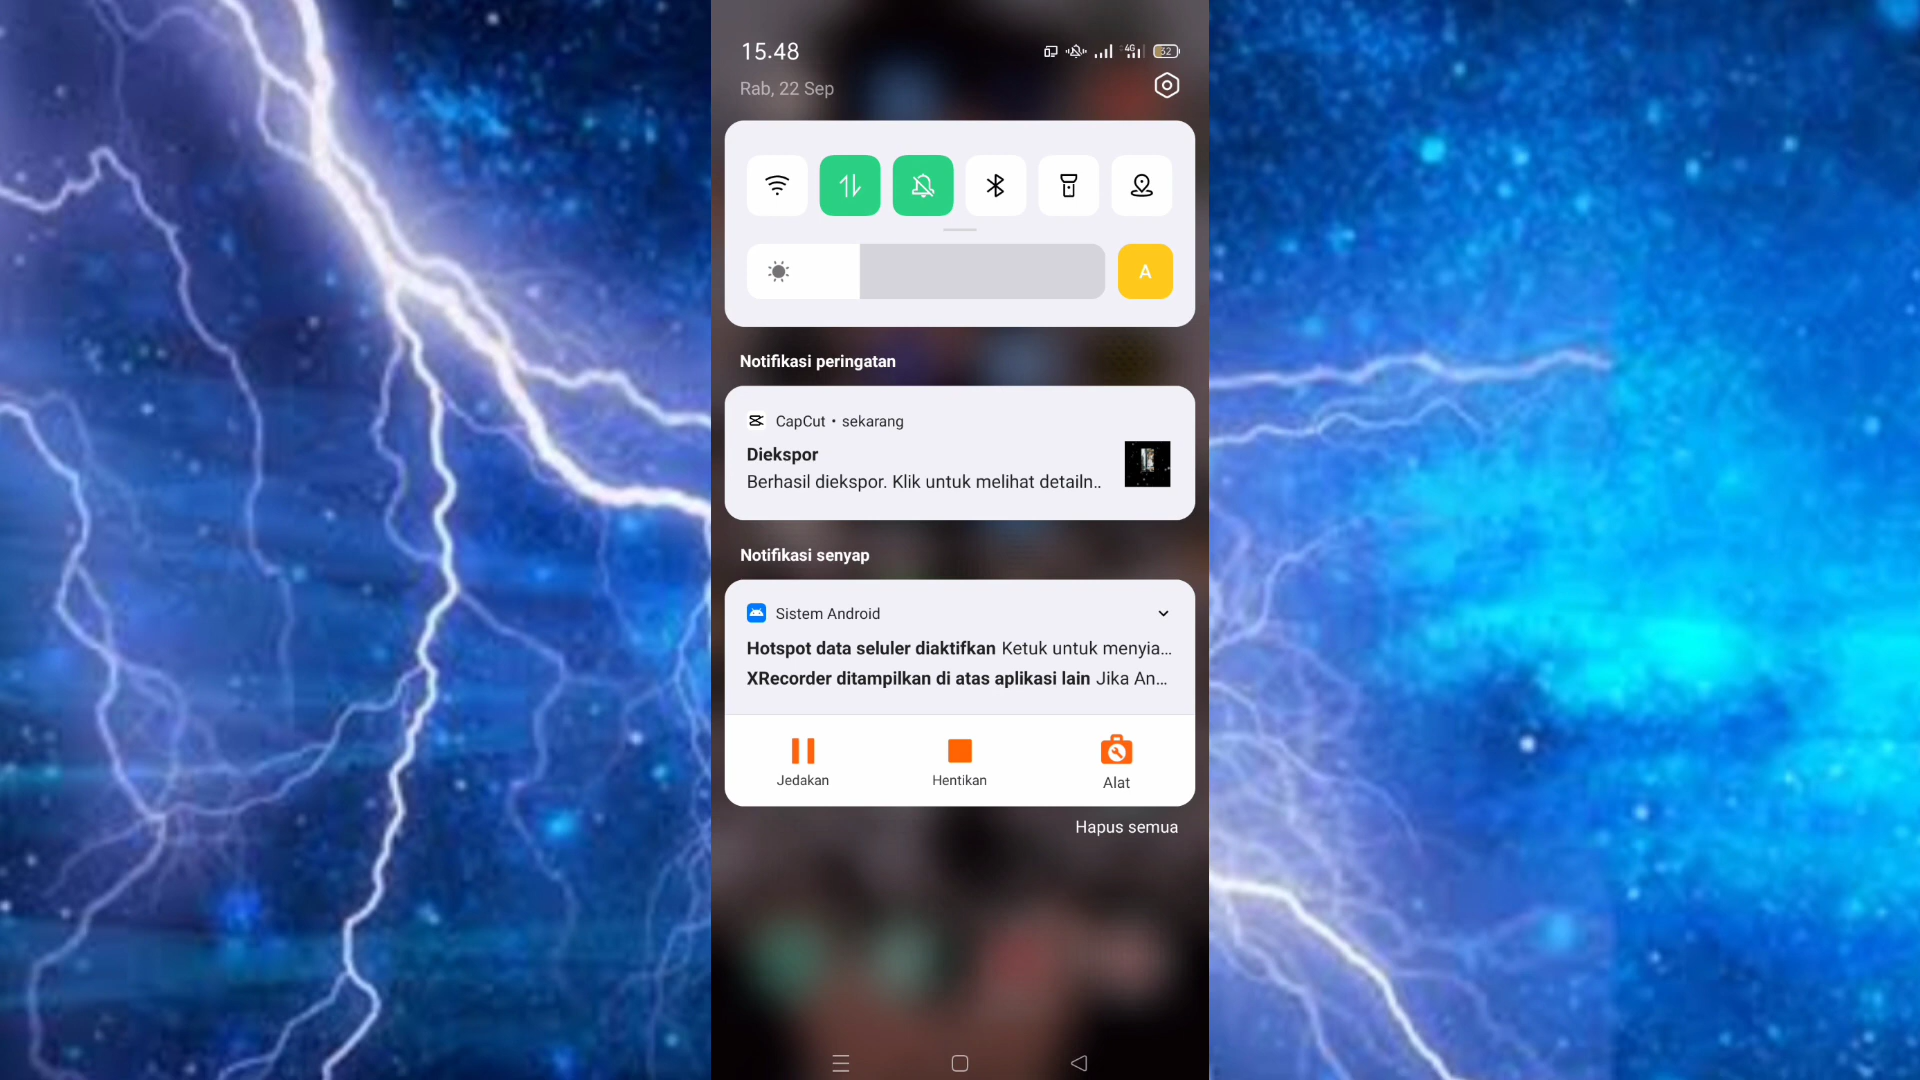 15.48
4G
Rab, 22 Sep
A
Notifikasi peringatan
CapCut • sekarang
Diekspor
Berhasil diekspor. Klik untuk melihat detailn..
Notifikasi senyap
Sistem Android
Hotspot data seluler diaktifkan Ketuk untuk menyia...
XRecorder ditampilkan di atas aplikasi lain Jika An...
Jedakan
Hentikan
Alat
Hapus semua